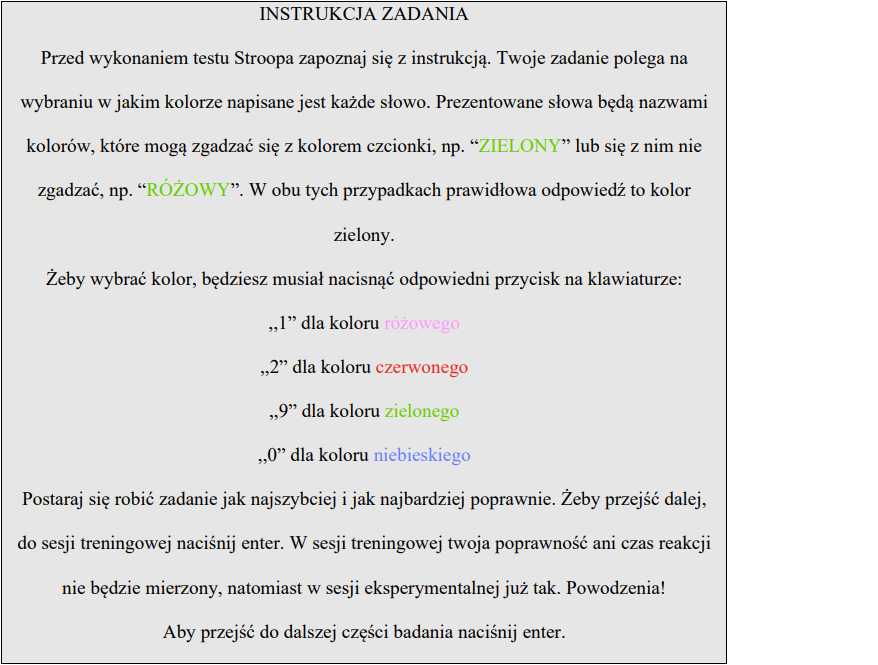 INSTRUKCJA ZADANIA
Przed wykonaniem testu Stroopa zapoznaj się z instrukcją. Twoje zadanie polega na
wybraniu w jakim kolorze napisane jest każde słowo. Prezentowane słowa będą nazwami
kolorów, które mogą zgadzać się z kolorem czcionki, np. “ZIELONY” lub się z nim nie
zgadzać, np. “RÓŻOWY”. W obu tych przypadkach prawidłowa odpowiedź to kolor
zielony.
Żeby wybrać kolor, będziesz musiał nacisnąć odpowiedni przycisk na klawiaturze:
,,1” dla koloru różowego
,,2” dla koloru czerwonego
,,9” dla koloru zielonego
,,0” dla koloru niebieskiego
Postaraj się robić zadanie jak najszybciej i jak najbardziej poprawnie. Żeby przejść dalej,
do sesji treningowej naciśnij enter. W sesji treningowej twoja poprawność ani czas reakcji
nie będzie mierzony, natomiast w sesji eksperymentalnej już tak. Powodzenia!
Aby przejść do dalszej części badania naciśnij enter.